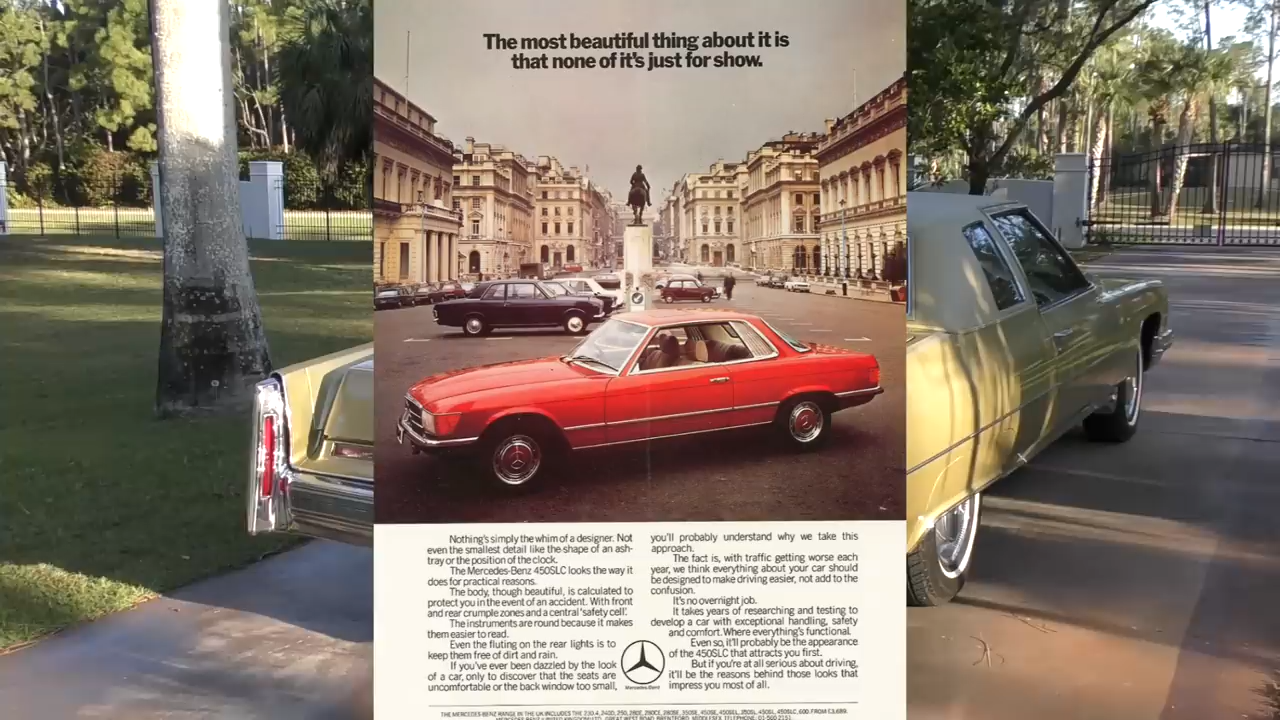 The most beautiful thing about it is
that none of it's just for show.
Nothing's simply the whim of a designer. Not
even the smallest detail like the shape of an ash-
tray or the position of the clock.
The Mercedes-Benz 450SLC looks the way it
does for practical reasons.
The body, though beautiful, is calculated to
protect you in the event of an accident. With front
and rear crumple zones and a central 'safety cell'.
The instruments are round because it makes
them easier to read.
Even the fluting on the rear lights is to
keep them free of dirt and rain.
If you've ever been dazzled by the look
of a car, only to discover that the seats are
uncomfortable or the back window too small,
you'll probably understand why we take this
approach.
The fact is, with traffic getting worse each
year, we think everything about your car should
be designed to make driving easier, not add to the
confusion.
It's no overnight job.
It takes years of researching and testing to
develop a car with exceptional handling, safety
and comfort. Where everything's functional.
Even so, it'll probably be the appearance
of the 450SLC that attracts you first.
But if you're at all serious about driving,
it'll be the reasons behind those looks that
impress you most of all.
Mercedes-Benz
THE MERCEDES-BENZ RANGE IN THE UK INCLUDES THE